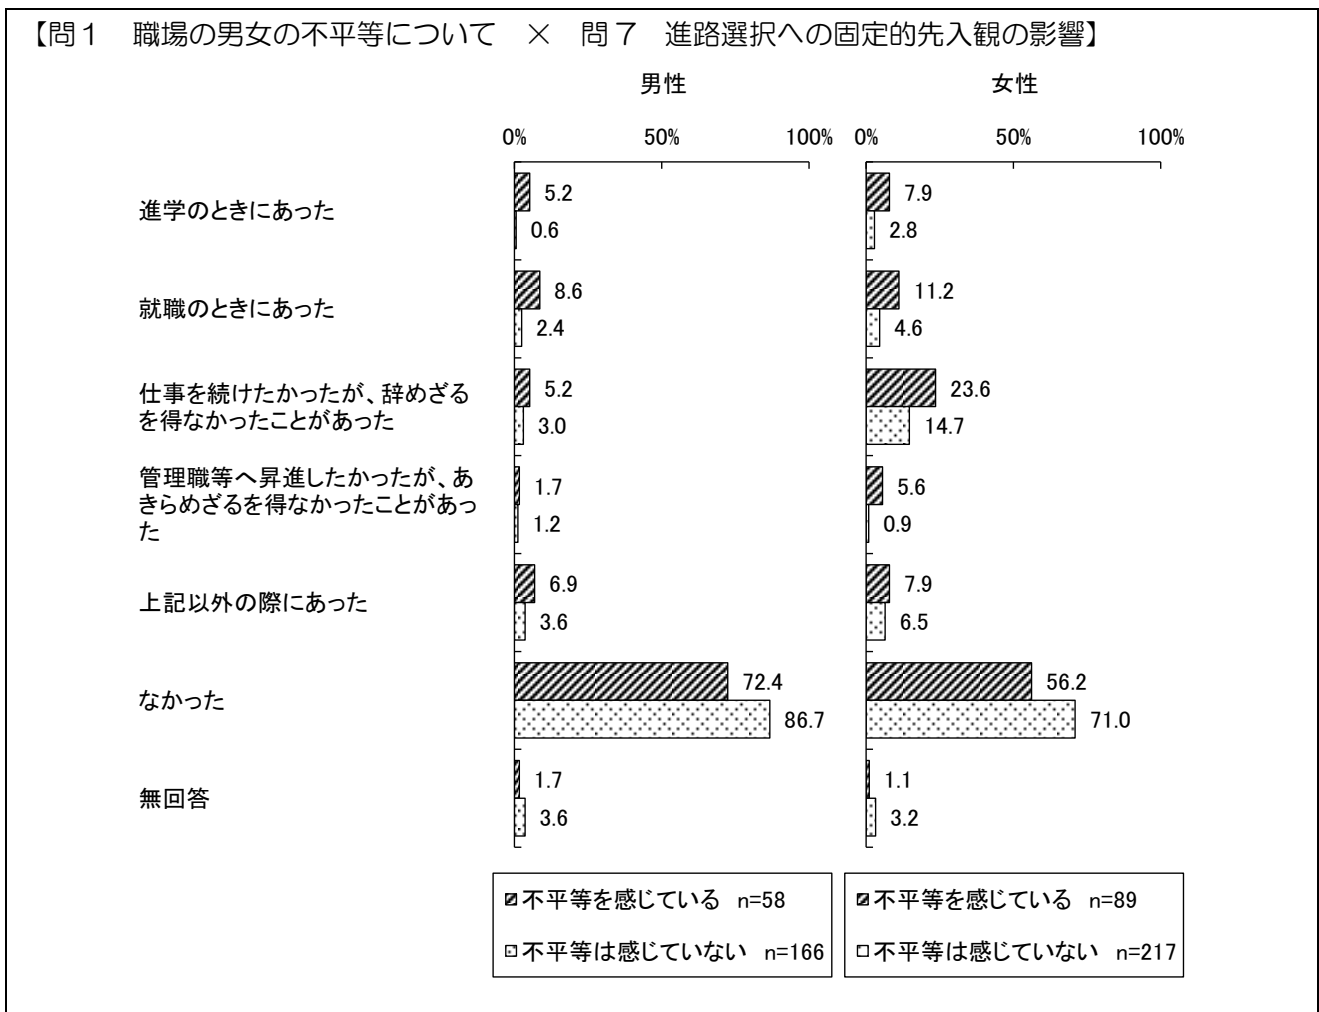 【問1 職場の男女の不平等について × 問7 進路選択への固定的先入観の影響】
男性 女性
0% 50% 100% 0% 50% 100%
進学のときにあった
5.2
0.6
7.9
2.8
就職のときにあった
8.6
2.4
11.2
4.6
仕事を続けたかったが、辞めざる
を得なかったことがあった
5.2
3.0
23.6
14.7
管理職等へ昇進したかったが、あ
きらめざるを得なかったことがあっ
た
1.7
1.2
5.6
0.9
上記以外の際にあった
6.9
3.6
7.9
6.5
なかった
72.4
86.7
56.2
71.0
無回答
1.7
3.6
1.1
3.2
不平等を感じている n=58
不平等は感じていない n=166
不平等を感じている n=89
不平等は感じていない n=217